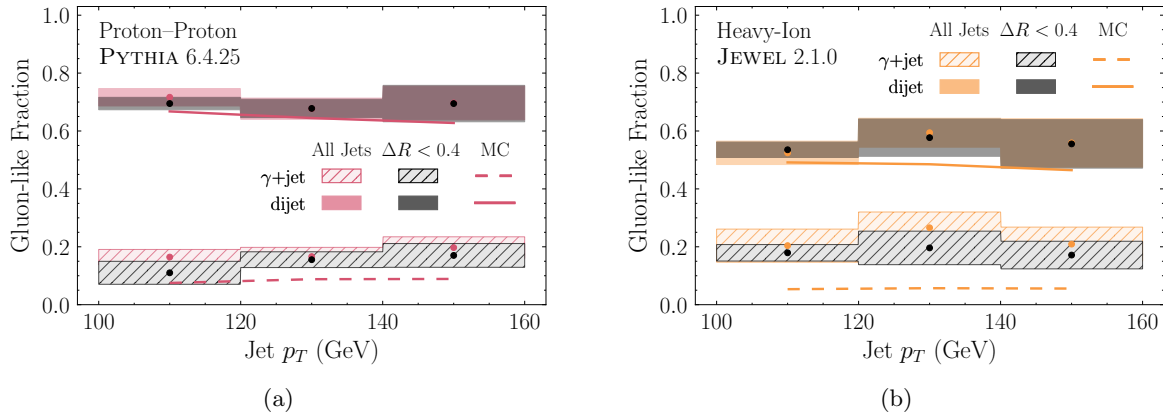 Proton–Proton
PYTHIA 6.4.25
All Jets ΔR < 0.4 MC
γ+jet
dijet
Gluon-like Fraction
1.0
0.8
0.6
0.4
0.2
0.0
100 120 140 160
Jet pT (GeV)
(a)
Heavy-Ion
JEWEL 2.1.0
All Jets ΔR < 0.4 MC
γ+jet
dijet
Gluon-like Fraction
1.0
0.8
0.6
0.4
0.2
0.0
100 120 140 160
Jet pT (GeV)
(b)